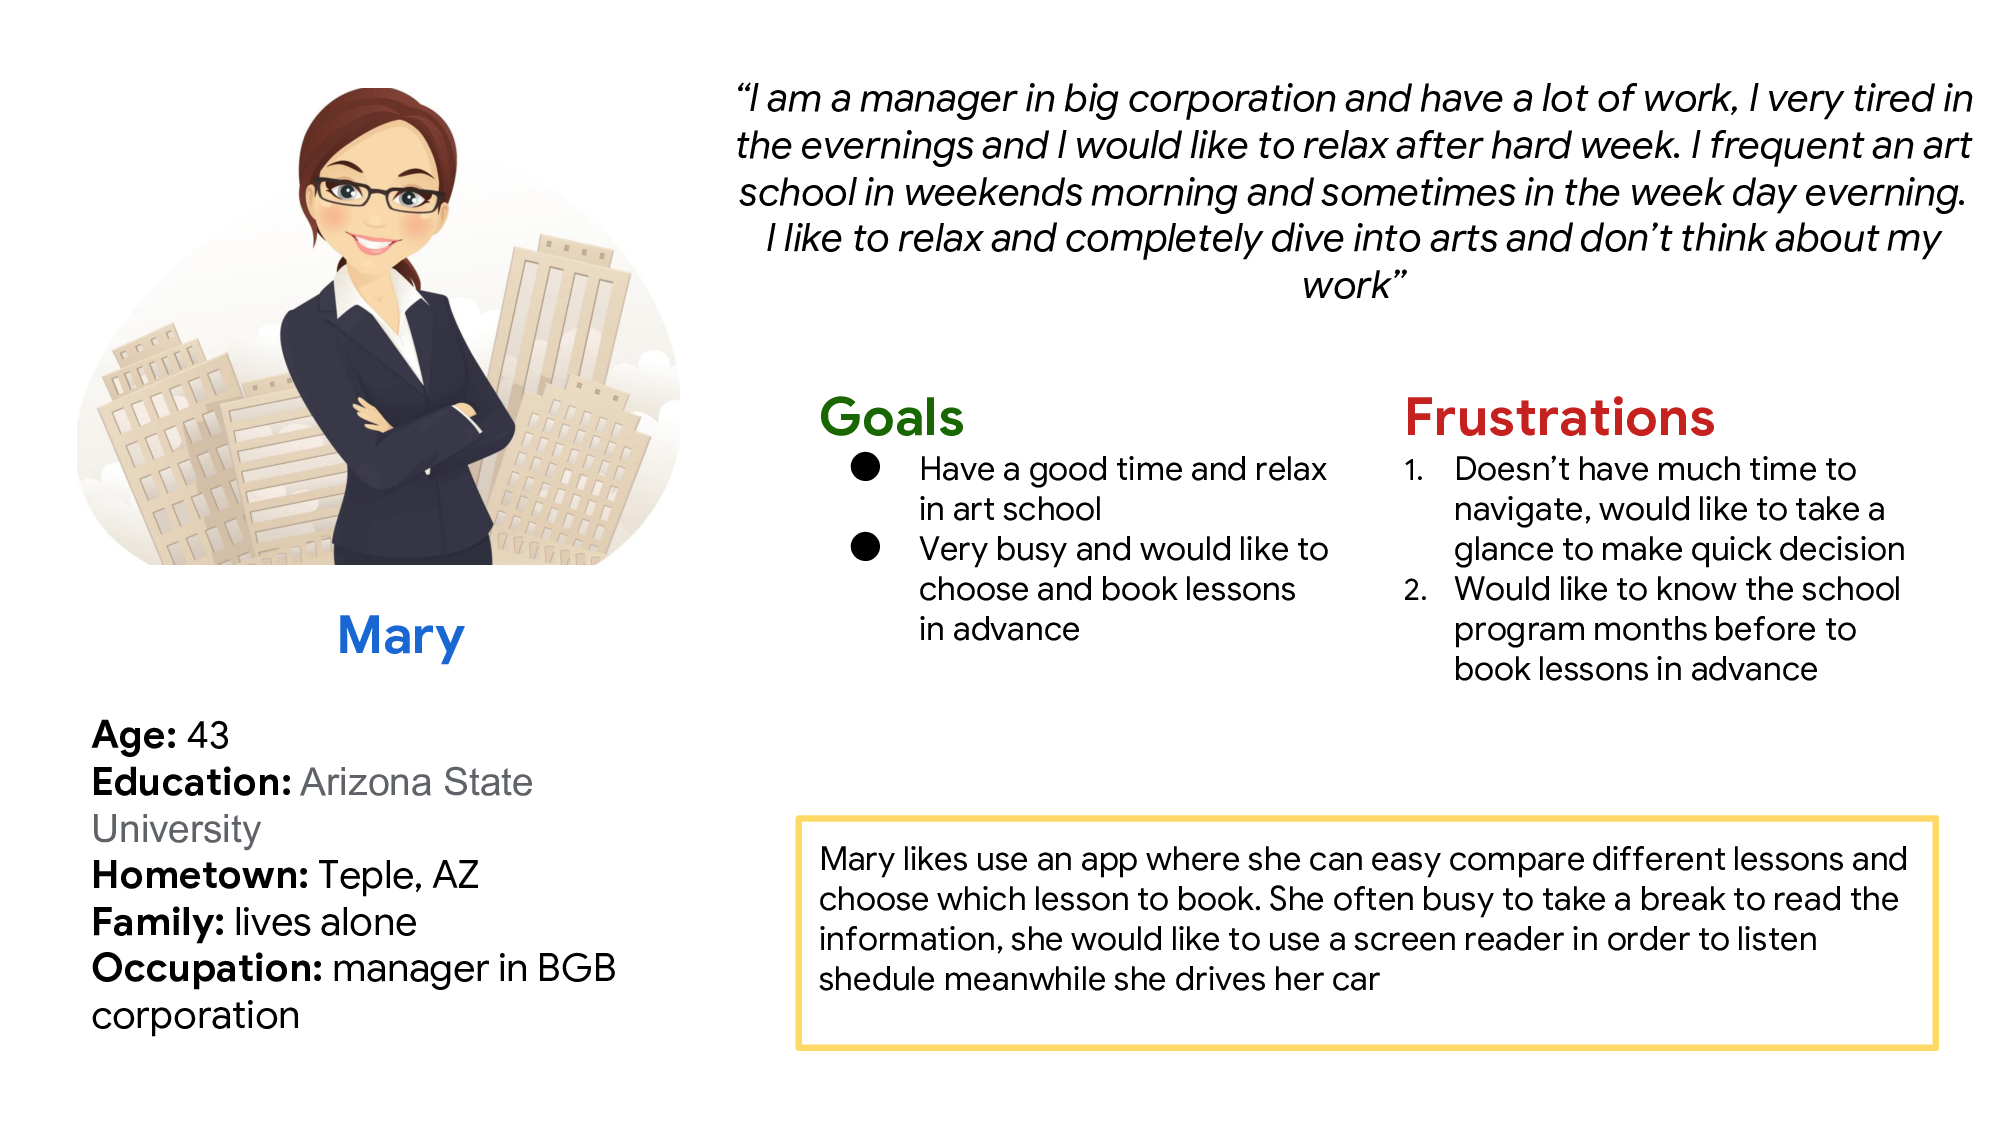 “I am a manager in big corporation and have a lot of work, I very tired in
the evernings and I would like to relax after hard week. I frequent an art
school in weekends morning and sometimes in the week day everning.
I like to relax and completely dive into arts and don’t think about my
work”
Goals
● Have a good time and relax
in art school
● Very busy and would like to
choose and book lessons
in advance
Frustrations
1. Doesn’t have much time to
navigate, would like to take a
glance to make quick decision
2. Would like to know the school
program months before to
book lessons in advance
Mary
Age: 43
Education: Arizona State
University
Hometown: Teple, AZ
Family: lives alone
Occupation: manager in BGB
corporation
Mary likes use an app where she can easy compare different lessons and
choose which lesson to book. She often busy to take a break to read the
information, she would like to use a screen reader in order to listen
shedule meanwhile she drives her car